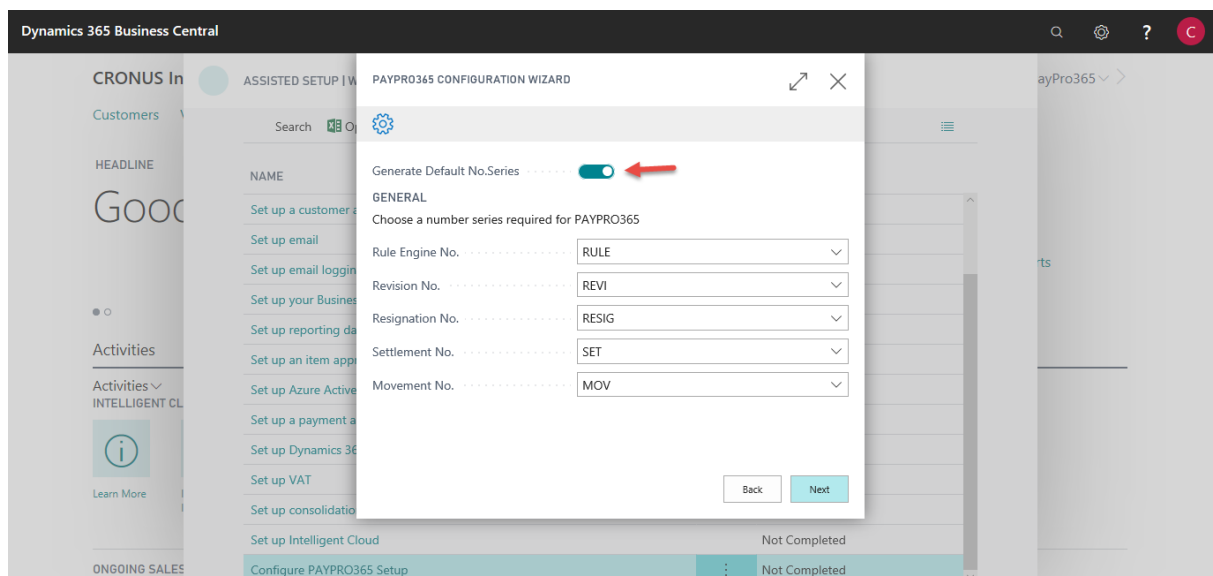 Dynamics 365 Business Central
?
C
CRONUS In
ASSISTED SETUP | W
PAYPRO365 CONFIGURATION WIZARD
ayPro365
Customers
Search
HEADLINE
NAME
Generate Default No.Series
GENERAL
Choose a number series required for PAYPRO365
Rule Engine No. RULE
Revision No. REVI
Resignation No. RESIG
Settlement No. SET
Movement No. MOV
Back Next
Set up a customer a
Set up email
Set up email loggin
Set up your Busines
Set up reporting da
Set up an item appr
Set up Azure Active
Set up a payment a
Set up Dynamics 36
Set up VAT
Set up consolidatio
Set up Intelligent Cloud Not Completed
Configure PAYPRO365 Setup Not Completed
rts
Activities
Activities
INTELLIGENT CL
Learn More
ONGOING SALES